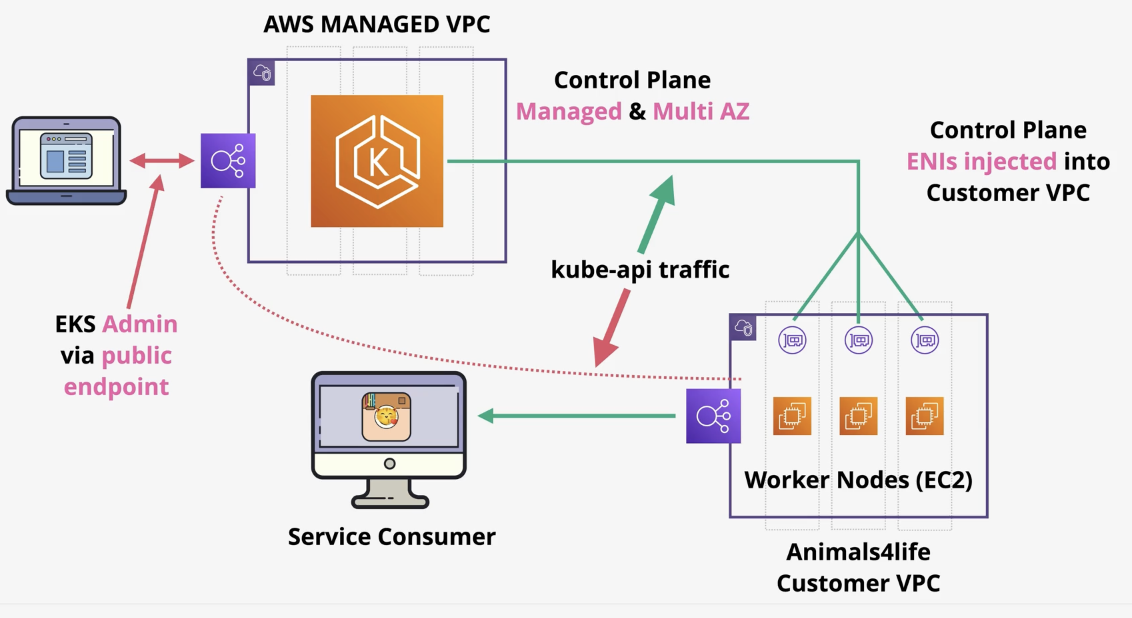 AWS MANAGED VPC
Control Plane
Managed & Multi AZ
Control Plane
ENIs injected into
Customer VPC
K
kube-api traffic
EKS Admin
via public
endpoint
Worker Nodes (EC2)
Service Consumer
Animals4life
Customer VPC